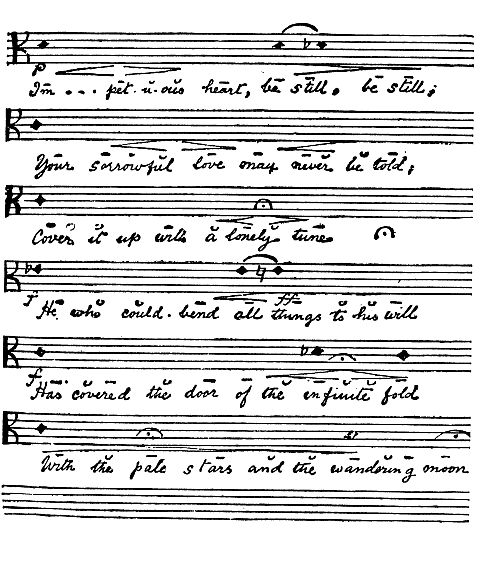 p
Im ... pet-u-ous heart, be still, be still;
Your sorrowful love may never be told;
Cover it up with a lonely tune
f ff
He who could bend all things to his will
f
Has covered the door of the infinite fold
With the pale stars and the wandering moon